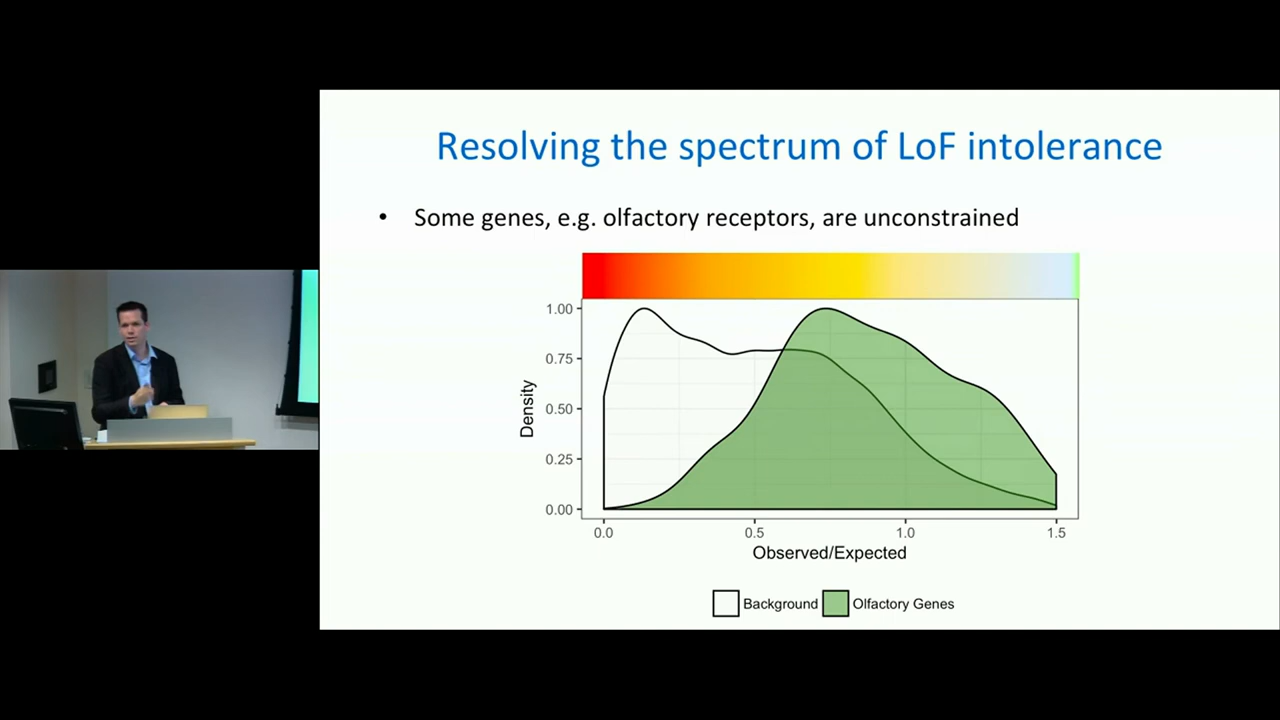 Resolving the spectrum of LoF intolerance
• Some genes, e.g. olfactory receptors, are unconstrained
1.00
0.75
0.50
0.25
0.00
Density
0.0 0.5 1.0 1.5
Observed/Expected
Background Olfactory Genes